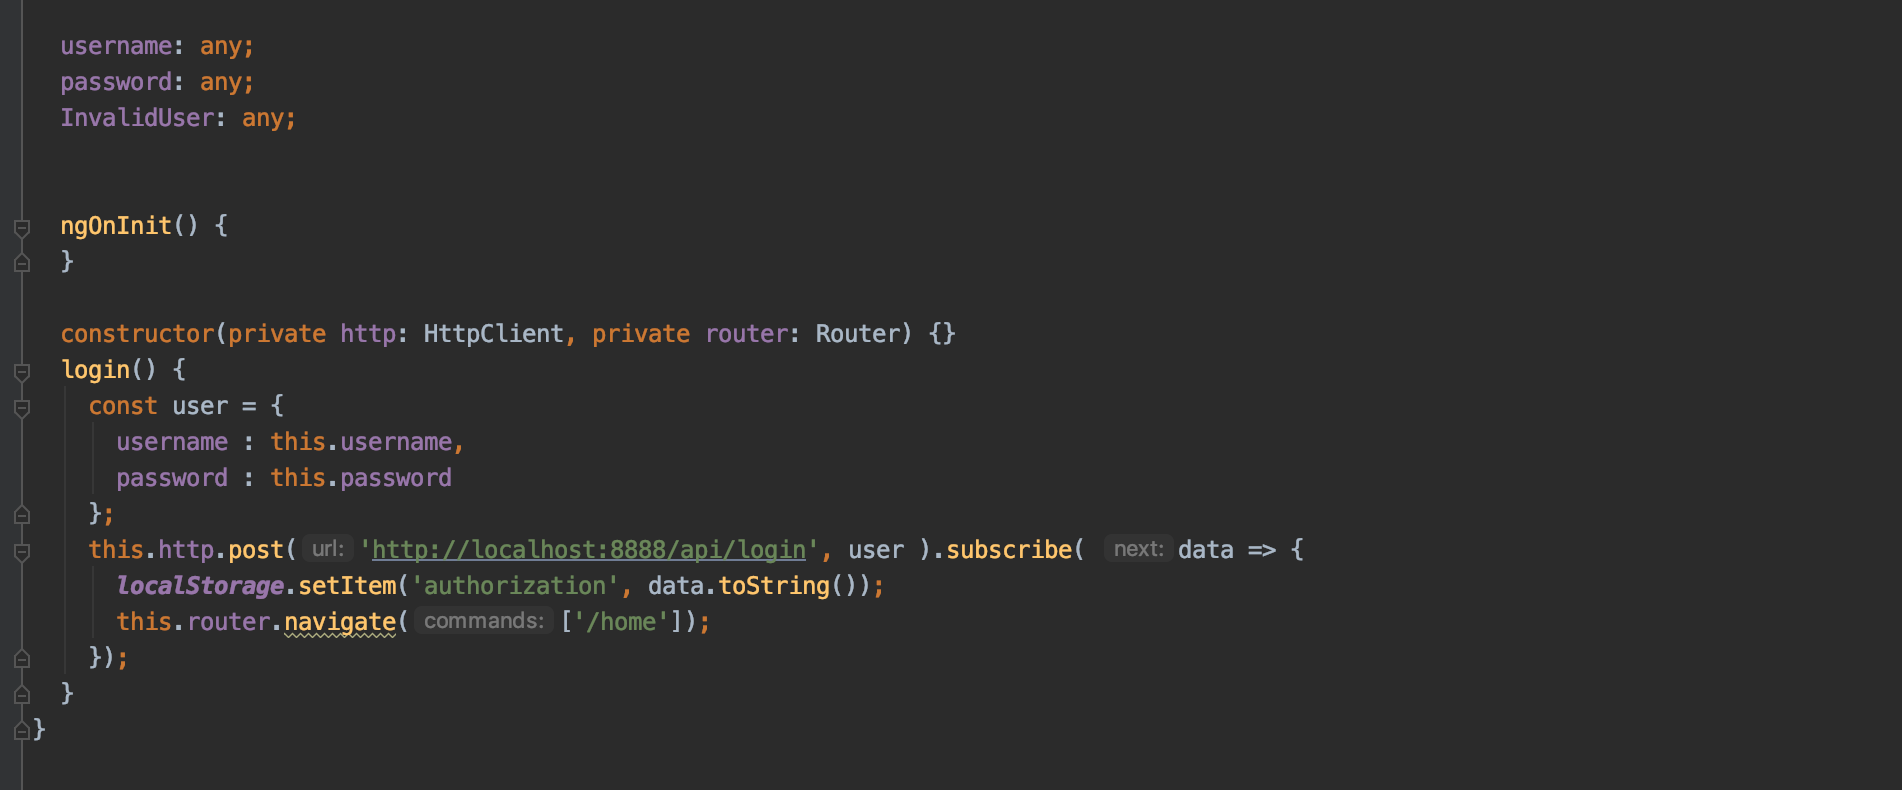 username: any;
password: any;
InvalidUser: any;
ngOnInit() {
}
constructor(private http: HttpClient, private router: Router) {}
login() {
const user = {
username : this.username,
password : this.password
};
this.http.post( url: 'http://localhost:8888/api/login', user ).subscribe( next: data => {
localStorage.setItem('authorization', data.toString());
this.router.navigate( commands: ['/home']);
});
}
}